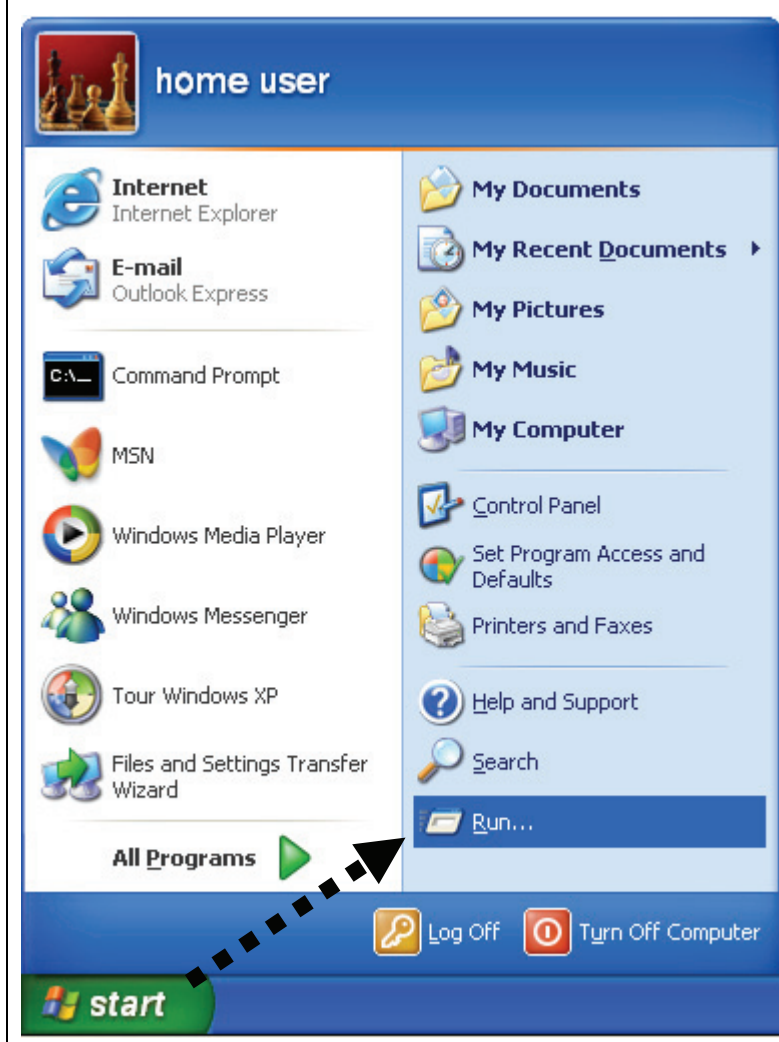 home user
Internet
Internet Explorer
E-mail
Outlook Express
C:\_
Command Prompt
MSN
Windows Media Player
Windows Messenger
Tour Windows XP
Files and Settings Transfer
Wizard
All Programs
My Documents
My Recent Documents
My Pictures
My Music
My Computer
Control Panel
Set Program Access and
Defaults
Printers and Faxes
Help and Support
Search
Run...
Log Off
Turn Off Computer
start